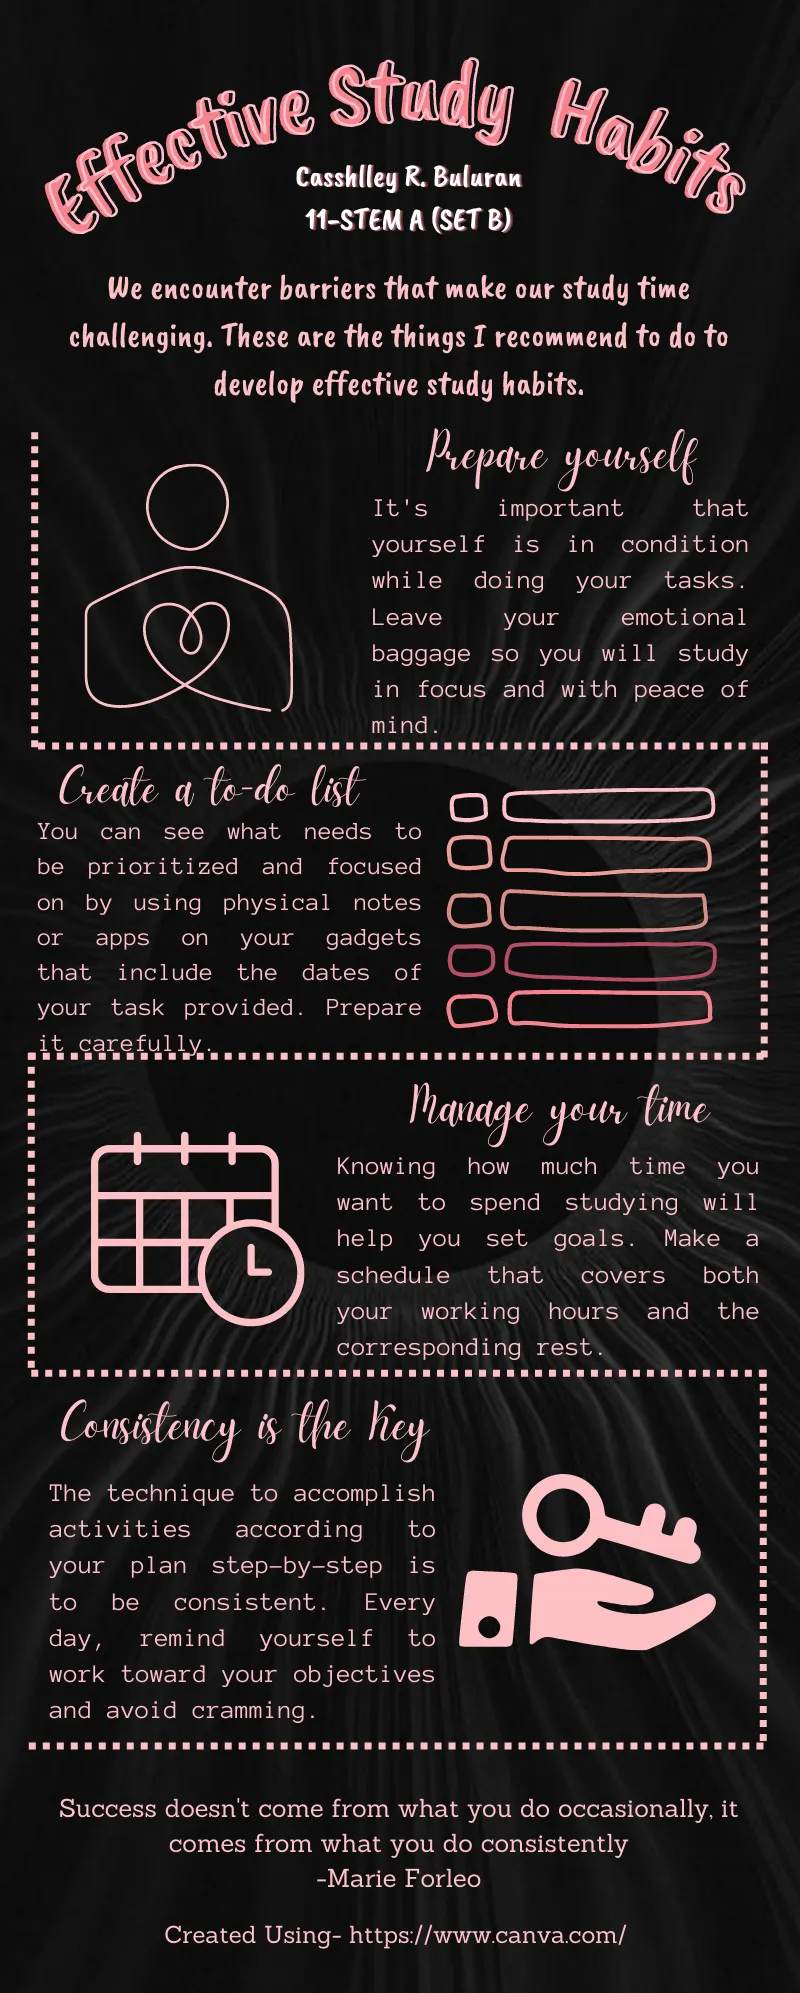 Effective Study Habits
Casshlley R. Buluran
11-STEM A (SET B)
We encounter barriers that make our study time
challenging. These are the things I recommend to do to
develop effective study habits.
Prepare yourself
It's important that
yourself is in condition
while doing your tasks.
Leave your emotional
baggage so you will study
in focus and with peace of
mind.
Create a to-do list
You can see what needs to
be prioritized and focused
on by using physical notes
or apps on your gadgets
that include the dates of
your task provided. Prepare
it carefully.
Manage your time
Knowing how much time you
want to spend studying will
help you set goals. Make a
schedule that covers both
your working hours and the
corresponding rest.
Consistency is the Key
The technique to accomplish
activities according to
your plan step-by-step is
to be consistent. Every
day, remind yourself to
work toward your objectives
and avoid cramming.
Success doesn't come from what you do occasionally, it
comes from what you do consistently
-Marie Forleo
Created Using- https://www.canva.com/